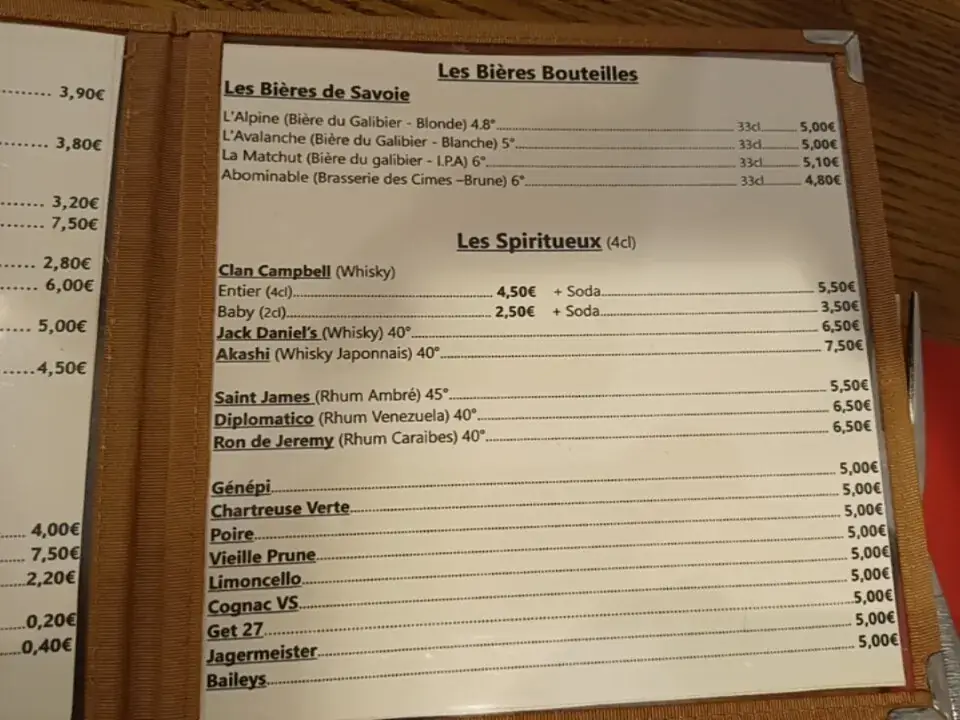 3,90€
3,80€
3,20€
7,50€
2,80€
6,00€
5,00€
4,50€
4,00€
7,50€
2,20€
0,20€
0,40€
Les Bières Bouteilles
Les Bières de Savoie
L'Alpine (Bière du Galibier - Blonde) 4.8° 33cl 5,00€
L'Avalanche (Bière du Galibier - Blanche) 5° 33cl 5,00€
La Matchut (Bière du galibier - I.P.A) 6° 33cl 5,10€
Abominable (Brasserie des Cimes –Brune) 6° 33cl 4,80€
Les Spiritueux (4cl)
Clan Campbell (Whisky)
Entier (4cl) 4,50€ + Soda 5,50€
Baby (2cl) 2,50€ + Soda 3,50€
Jack Daniel's (Whisky) 40° 6,50€
Akashi (Whisky Japonnais) 40° 7,50€
Saint James (Rhum Ambré) 45° 5,50€
Diplomatico (Rhum Venezuela) 40° 6,50€
Ron de Jeremy (Rhum Caraibes) 40° 6,50€
Génépi 5,00€
Chartreuse Verte 5,00€
Poire 5,00€
Vieille Prune 5,00€
Limoncello 5,00€
Cognac VS 5,00€
Get 27 5,00€
Jagermeister 5,00€
Baileys 5,00€